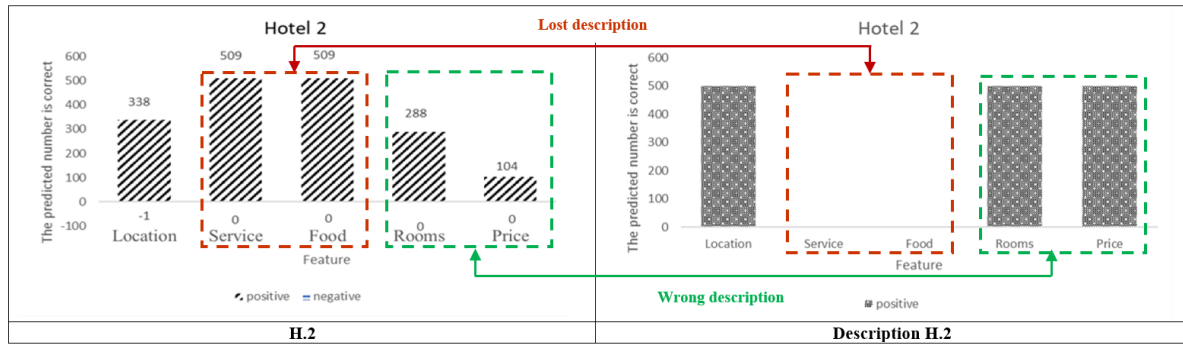 Hotel 2
Lost description
Hotel 2
The predicted number is correct
600
500
400
300
200
100
0
-100
338
509
509
288
104
-1
0
0
0
0
Location
Service
Food
Rooms
Price
Feature
positive
negative
The predicted number is correct
600
500
400
300
200
100
0
Location
Service
Food
Rooms
Price
Feature
positive
Wrong description
H.2
Description H.2